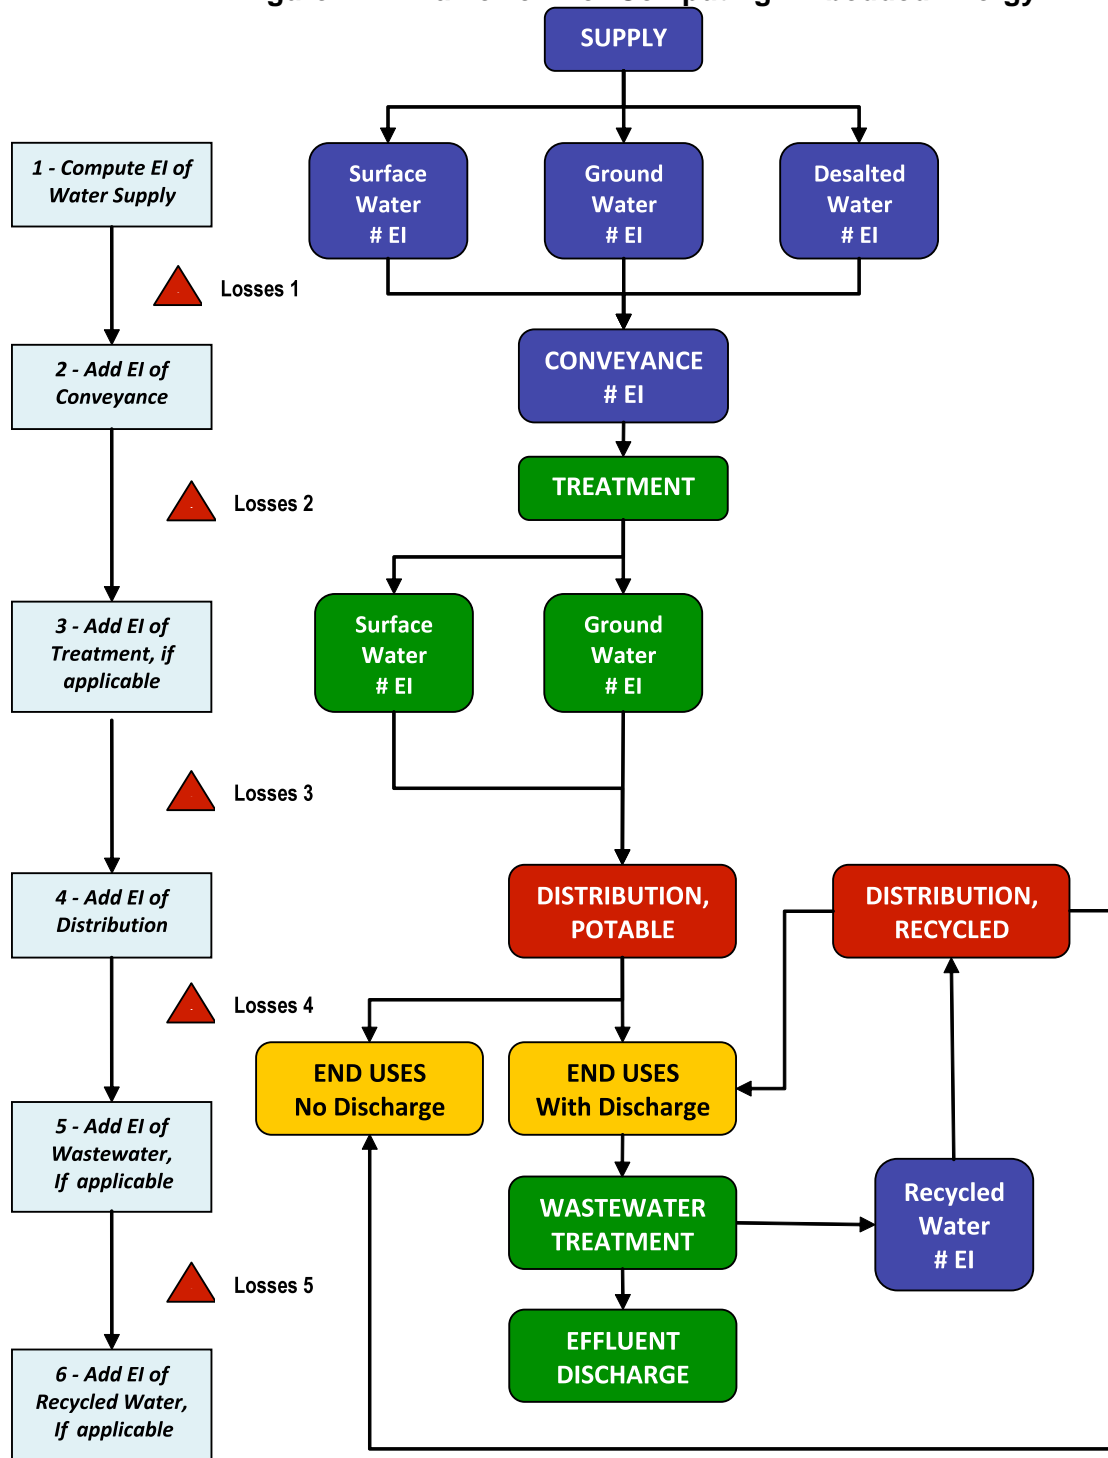 SUPPLY
1 - Compute EI of
Water Supply
Surface
Water
# EI
Ground
Water
# EI
Desalted
Water
# EI
Losses 1
2 - Add EI of
Conveyance
CONVEYANCE
# EI
Losses 2
TREATMENT
3 - Add EI of
Treatment, if
applicable
Surface
Water
# EI
Ground
Water
# EI
Losses 3
4 - Add EI of
Distribution
DISTRIBUTION,
POTABLE
DISTRIBUTION,
RECYCLED
Losses 4
END USES
No Discharge
END USES
With Discharge
5 - Add EI of
Wastewater,
If applicable
WASTEWATER
TREATMENT
Recycled
Water
# EI
Losses 5
EFFLUENT
DISCHARGE
6 - Add EI of
Recycled Water,
If applicable